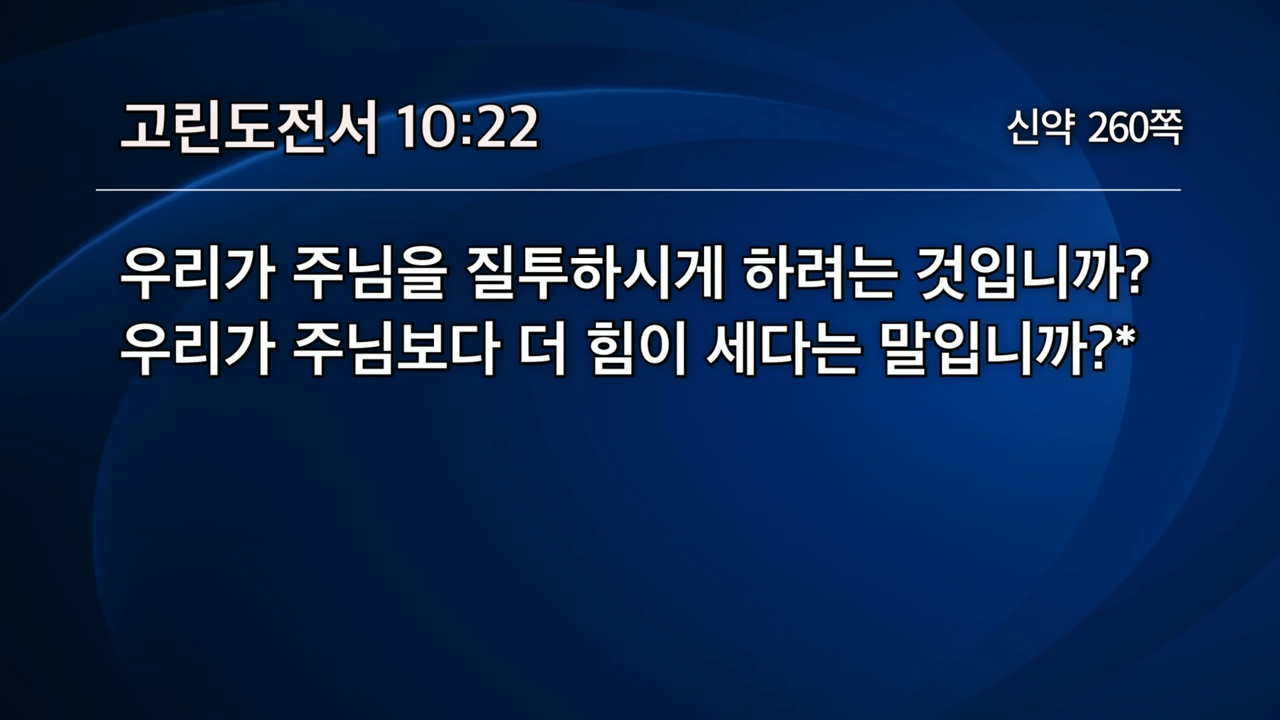 고린도전서 10:22
신약 260쪽
우리가 주님을 질투하시게 하려는 것입니까?
우리가 주님보다 더 힘이 세다는 말입니까?*